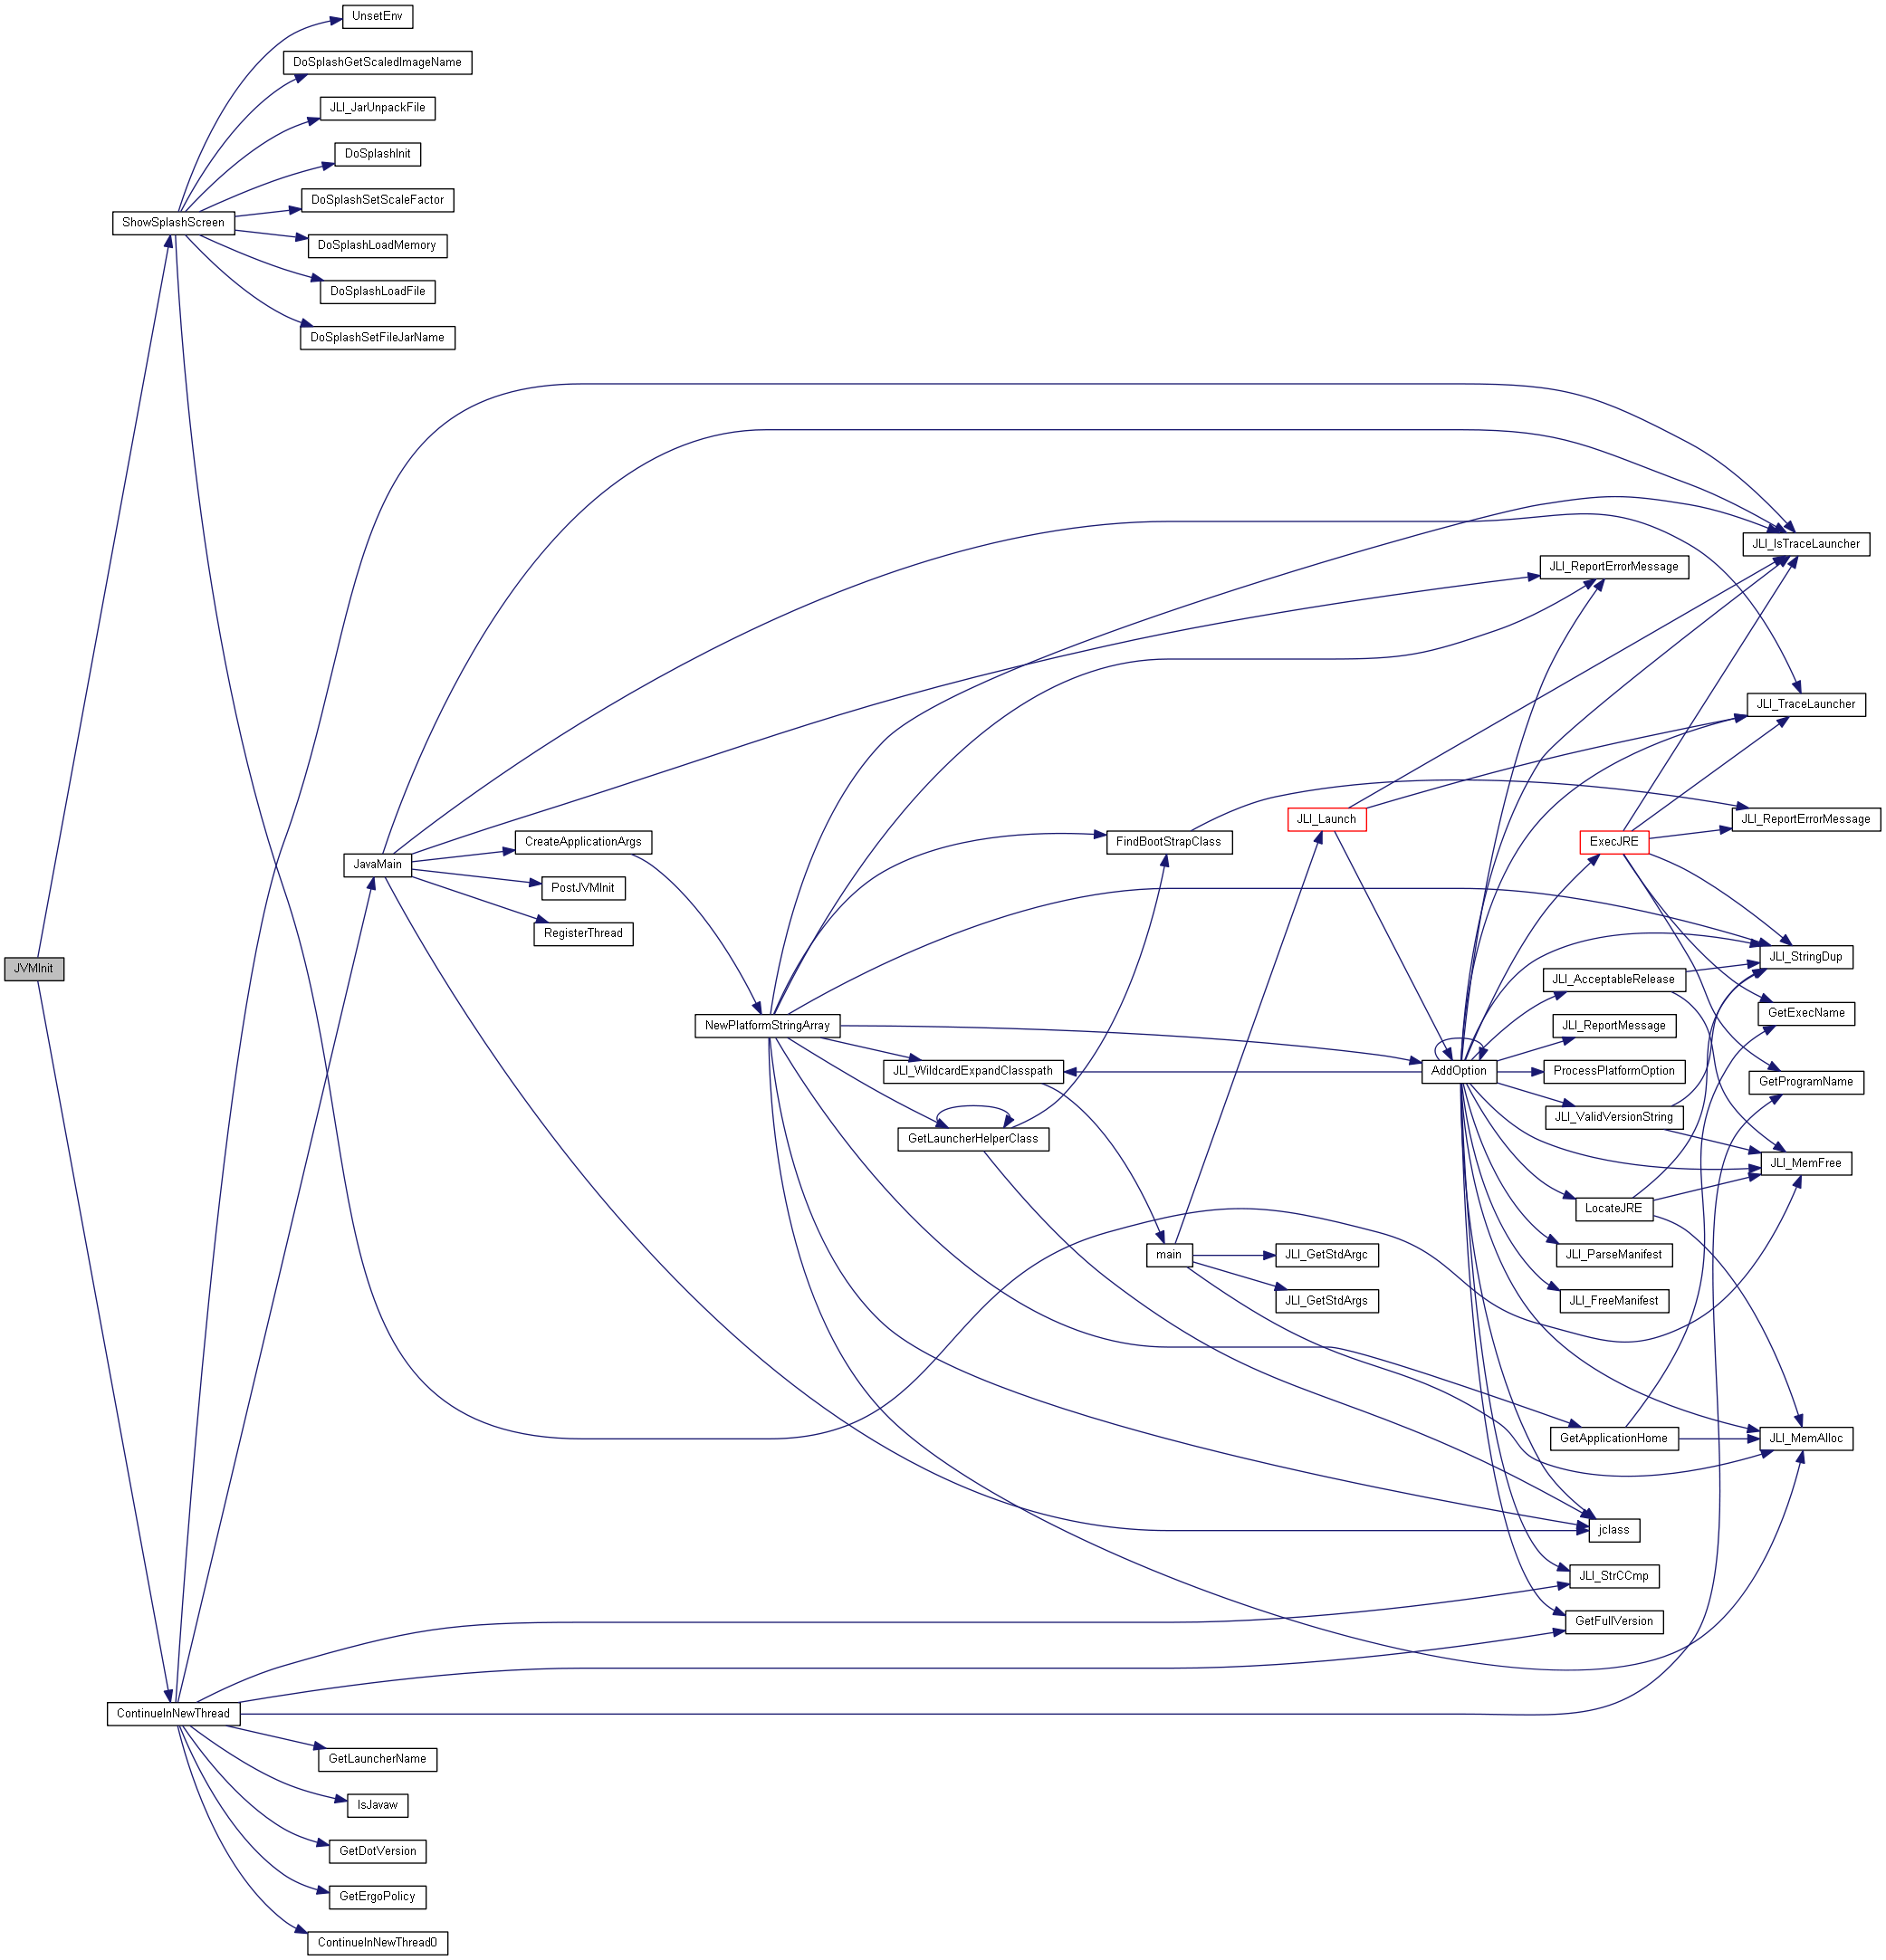 UnsetEnv
DoSplashGetScaledImageName
JLI_JarUnpackFile
DoSplashInit
DoSplashSetScaleFactor
ShowSplashScreen
DoSplashLoadMemory
DoSplashLoadFile
DoSplashSetFileJarName
JLI_IsTraceLauncher
JLI_ReportErrorMessage
JLI_TraceLauncher
JLI_Launch
JLI_ReportErrorMessage
CreateApplicationArgs
FindBootStrapClass
ExecJRE
JavaMain
PostJVMInit
RegisterThread
JLI_StringDup
JVMInit
JLI_AcceptableRelease
GetExecName
NewPlatformStringArray
JLI_ReportMessage
JLI_WildcardExpandClasspath
AddOption
ProcessPlatformOption
GetProgramName
JLI_ValidVersionString
GetLauncherHelperClass
JLI_MemFree
LocateJRE
main
JLI_GetStdArgc
JLI_ParseManifest
JLI_GetStdArgs
JLI_FreeManifest
GetApplicationHome
JLI_MemAlloc
jclass
JLI_StrCCmp
GetFullVersion
ContinueInNewThread
GetLauncherName
IsJavaw
GetDotVersion
GetErgoPolicy
ContinueInNewThread0